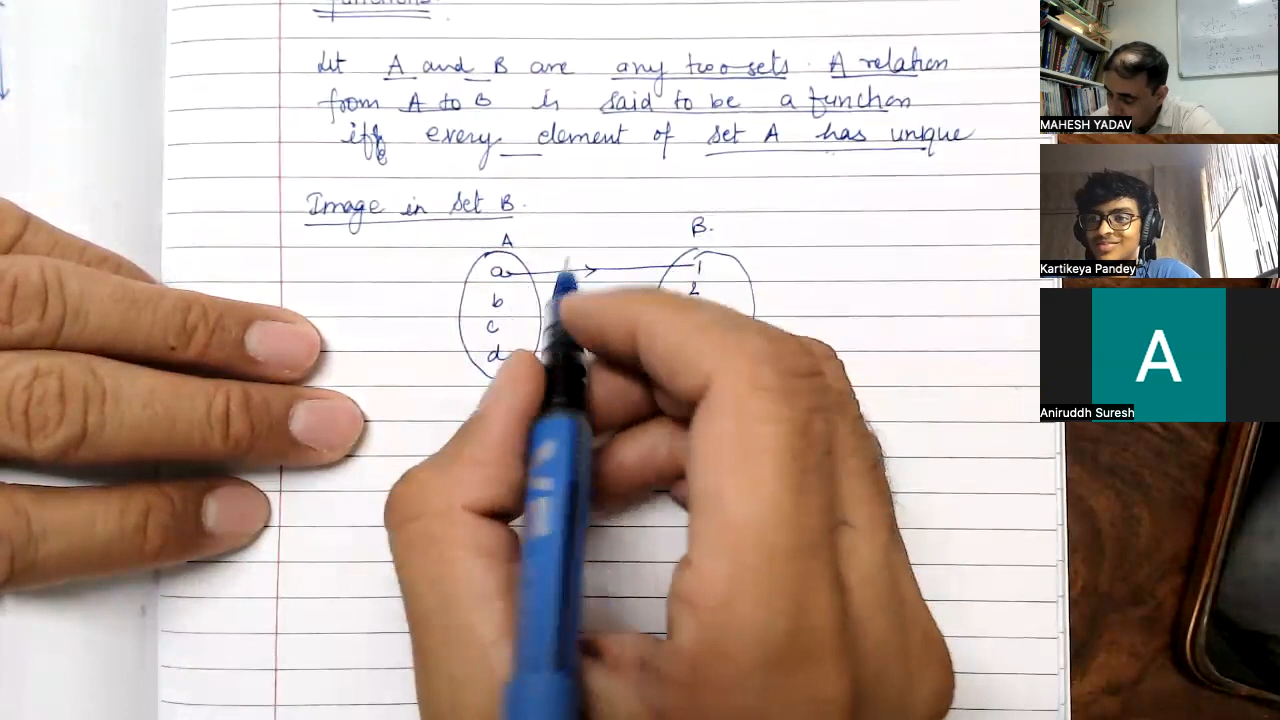 functions.
Let A and B are any two sets. A relation
from A to B is said to be a function
iff every element of set A has unique
Image in set B.
A B.
a 1
b 2
c
d
MAHESH YADAV
Kartikeya Pandey
A
Aniruddh Suresh